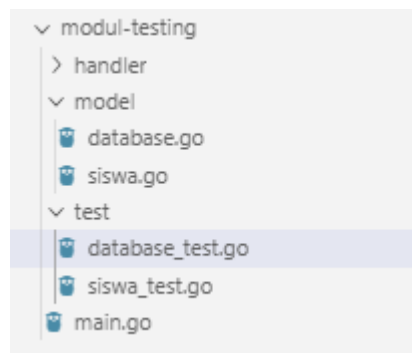 modul-testing
handler
model
database.go
siswa.go
test
database_test.go
siswa_test.go
main.go